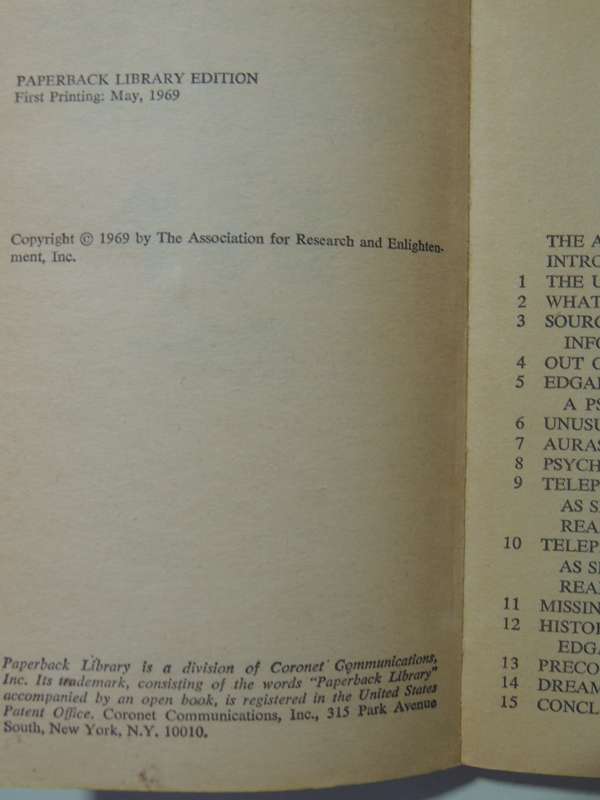 PAPERBACK LIBRARY EDITION
First Printing: May, 1969
Copyright © 1969 by The Association for Research and Enlighten-
ment, Inc.
Paperback Library is a division of Coronet Communications,
Inc. Its trademark, consisting of the words "Paperback Library"
accompanied by an open book, is registered in the United States
Patent Office. Coronet Communications, Inc., 315 Park Avenue
South, New York, N.Y. 10010.
THE A
INTRO
1 THE U
2 WHAT
3 SOURC
INFO
4 OUT O
5 EDGAR
A PS
6 UNUSU
7 AURAS
8 PSYCH
9 TELEP
AS S
REA
10 TELEP
AS S
REA
11 MISSIN
12 HISTO
EDGA
13 PRECO
14 DREAM
15 CONCL